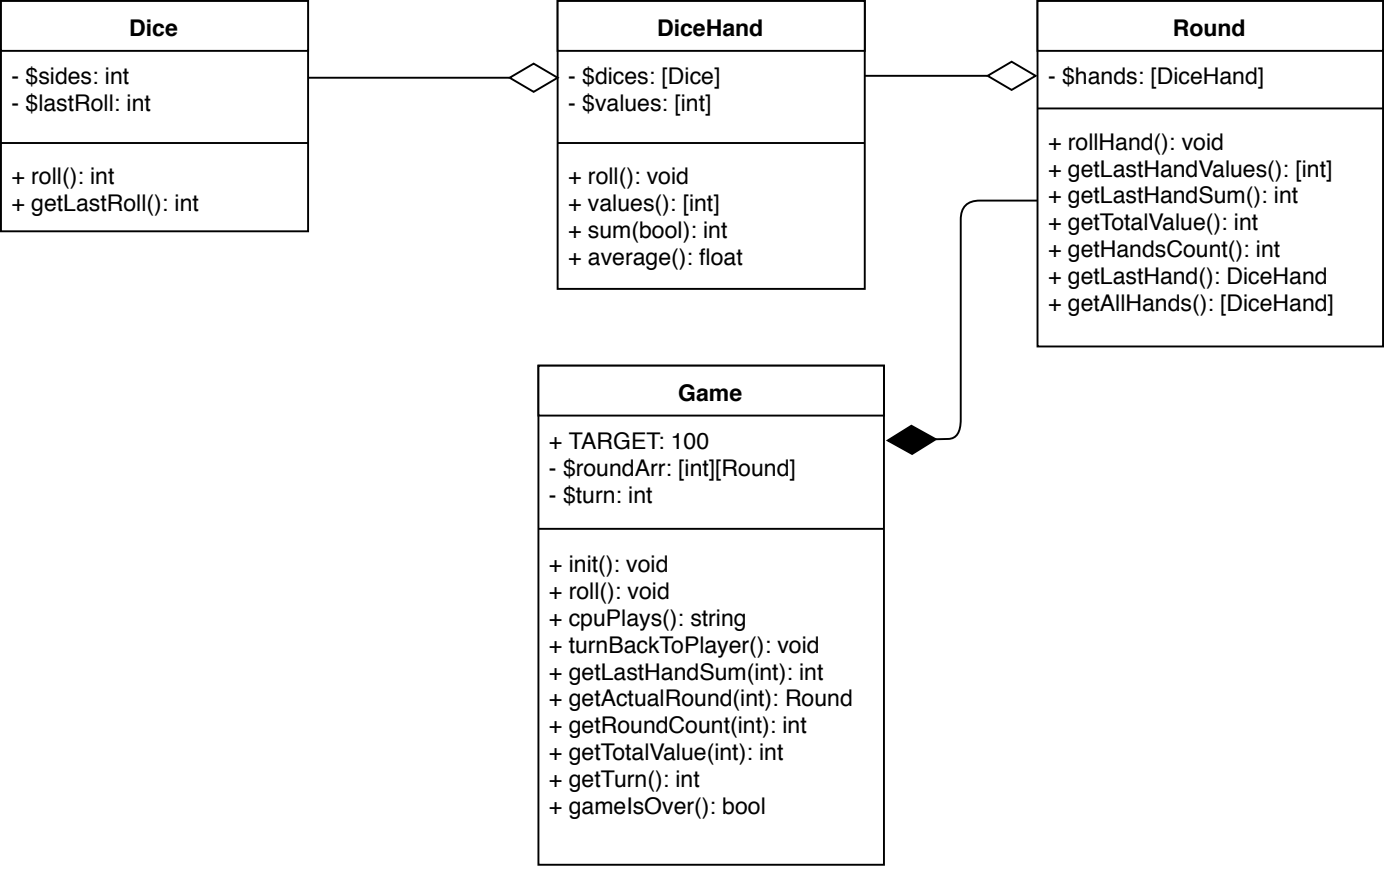 Dice
- $sides: int
- $lastRoll: int
+ roll(): int
+ getLastRoll(): int
DiceHand
- $dices: [Dice]
- $values: [int]
+ roll(): void
+ values(): [int]
+ sum(bool): int
+ average(): float
Round
- $hands: [DiceHand]
+ rollHand(): void
+ getLastHandValues(): [int]
+ getLastHandSum(): int
+ getTotalValue(): int
+ getHandsCount(): int
+ getLastHand(): DiceHand
+ getAllHands(): [DiceHand]
Game
+ TARGET: 100
- $roundArr: [int][Round]
- $turn: int
+ init(): void
+ roll(): void
+ cpuPlays(): string
+ turnBackToPlayer(): void
+ getLastHandSum(int): int
+ getActualRound(int): Round
+ getRoundCount(int): int
+ getTotalValue(int): int
+ getTurn(): int
+ gameIsOver(): bool